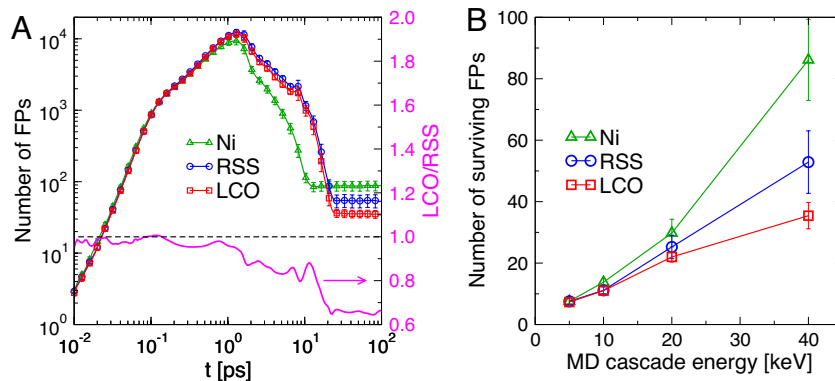 A
Number of FPs
10^4
10^3
10^2
10^1
10^0
Ni
RSS
LCO
10^-2
10^-1
10^0
10^1
10^2
t [ps]
2.0
1.8
1.6
1.4
1.2
1.0
0.8
0.6
LCO/RSS
B
Number of surviving FPs
100
80
60
40
20
0
Ni
RSS
LCO
0
10
20
30
40
MD cascade energy [keV]